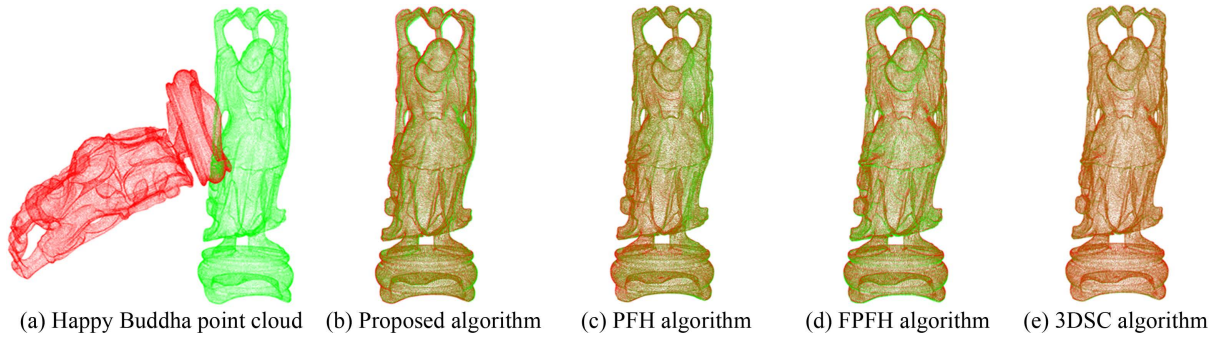 (a) Happy Buddha point cloud
(b) Proposed algorithm
(c) PFH algorithm
(d) FPFH algorithm
(e) 3DSC algorithm